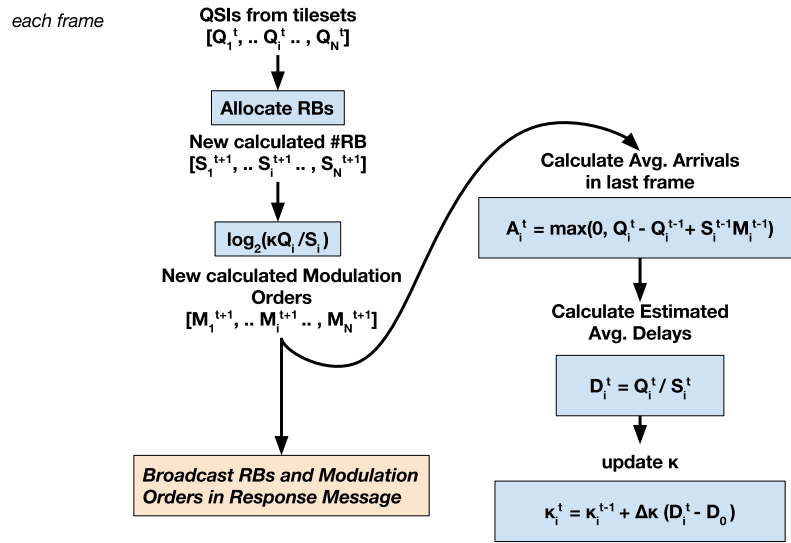 each frame
QSIs from tilesets
[Q₁ᵗ, .. Qᵢᵗ .. , Q_Nᵗ]
Allocate RBs
New calculated #RB
[S₁ᵗ⁺¹, .. Sᵢᵗ⁺¹ .. , S_Nᵗ⁺¹]
log₂(κQᵢ/Sᵢ)
New calculated Modulation
Orders
[M₁ᵗ⁺¹, .. Mᵢᵗ⁺¹ .. , M_Nᵗ⁺¹]
Broadcast RBs and Modulation
Orders in Response Message
Calculate Avg. Arrivals
in last frame
Aᵢᵗ = max(0, Qᵢᵗ - Qᵢᵗ⁻¹+ Sᵢᵗ⁻¹Mᵢᵗ⁻¹)
Calculate Estimated
Avg. Delays
Dᵢᵗ = Qᵢᵗ / Sᵢᵗ
update κ
κᵢᵗ = κᵢᵗ⁻¹ + Δκ (Dᵢᵗ - D₀)